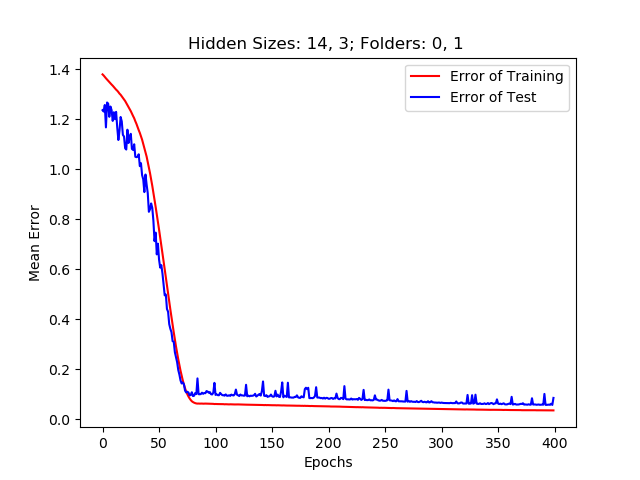 Hidden Sizes: 14, 3; Folders: 0, 1
Error of Training
Error of Test
Mean Error
1.4
1.2
1.0
0.8
0.6
0.4
0.2
0.0
0 50 100 150 200 250 300 350 400
Epochs